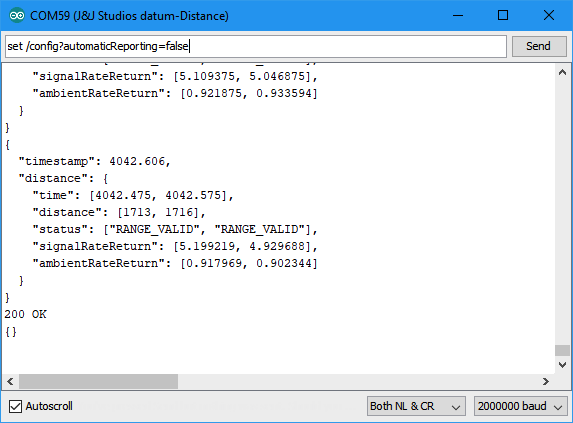 COM59 (J&J Studios datum-Distance)
set /config?automaticReporting=false
Send
"signalRateReturn": [5.109375, 5.046875],
"ambientRateReturn": [0.921875, 0.933594]
}
}
{
"timestamp": 4042.606,
"distance": {
"time": [4042.475, 4042.575],
"distance": [1713, 1716],
"status": ["RANGE_VALID", "RANGE_VALID"],
"signalRateReturn": [5.199219, 4.929688],
"ambientRateReturn": [0.917969, 0.902344]
}
}
200 OK
{}
Autoscroll
Both NL & CR
2000000 baud